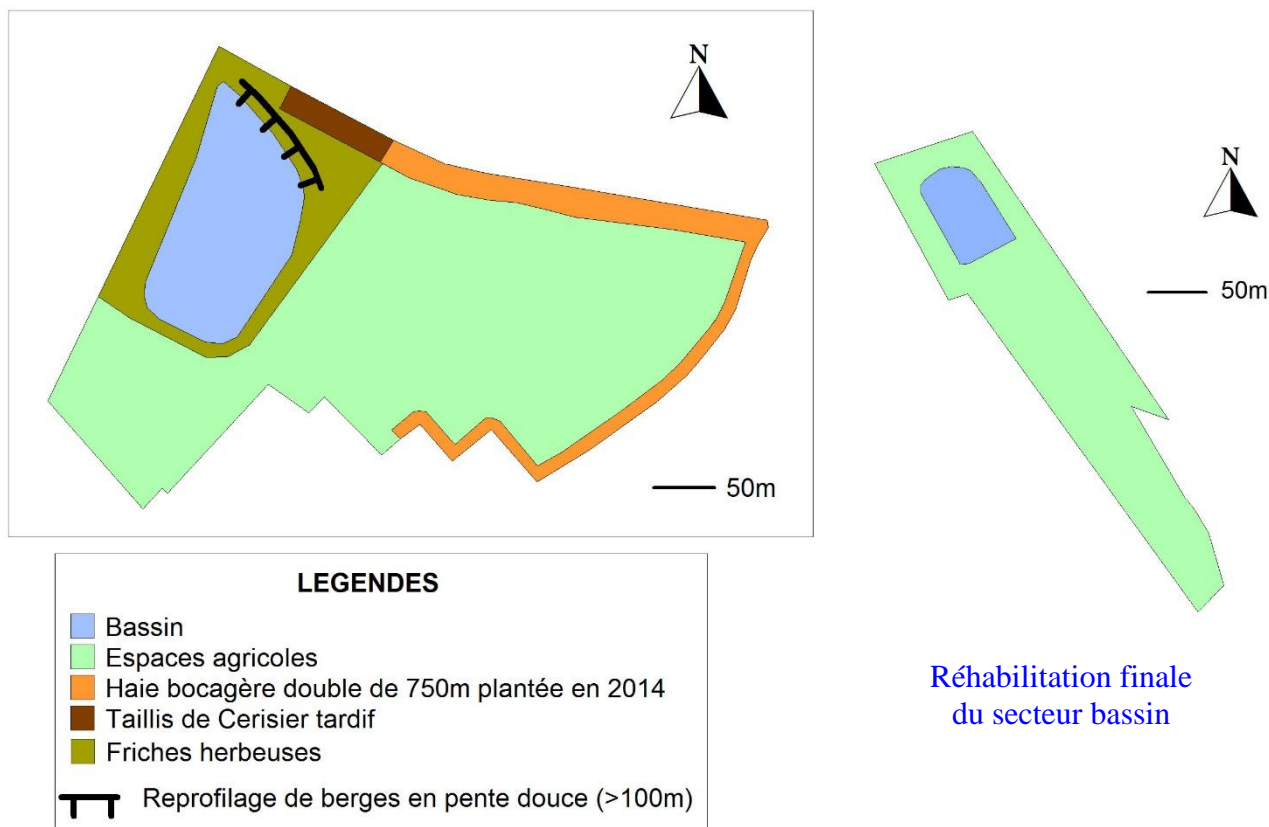 N
50m
N
50m
LEGENDES
Bassin
Espaces agricoles
Haie bocagère double de 750m plantée en 2014
Taillis de Cerisier tardif
Friches herbeuses
Reprofilage de berges en pente douce (>100m)
Réhabilitation finale
du secteur bassin